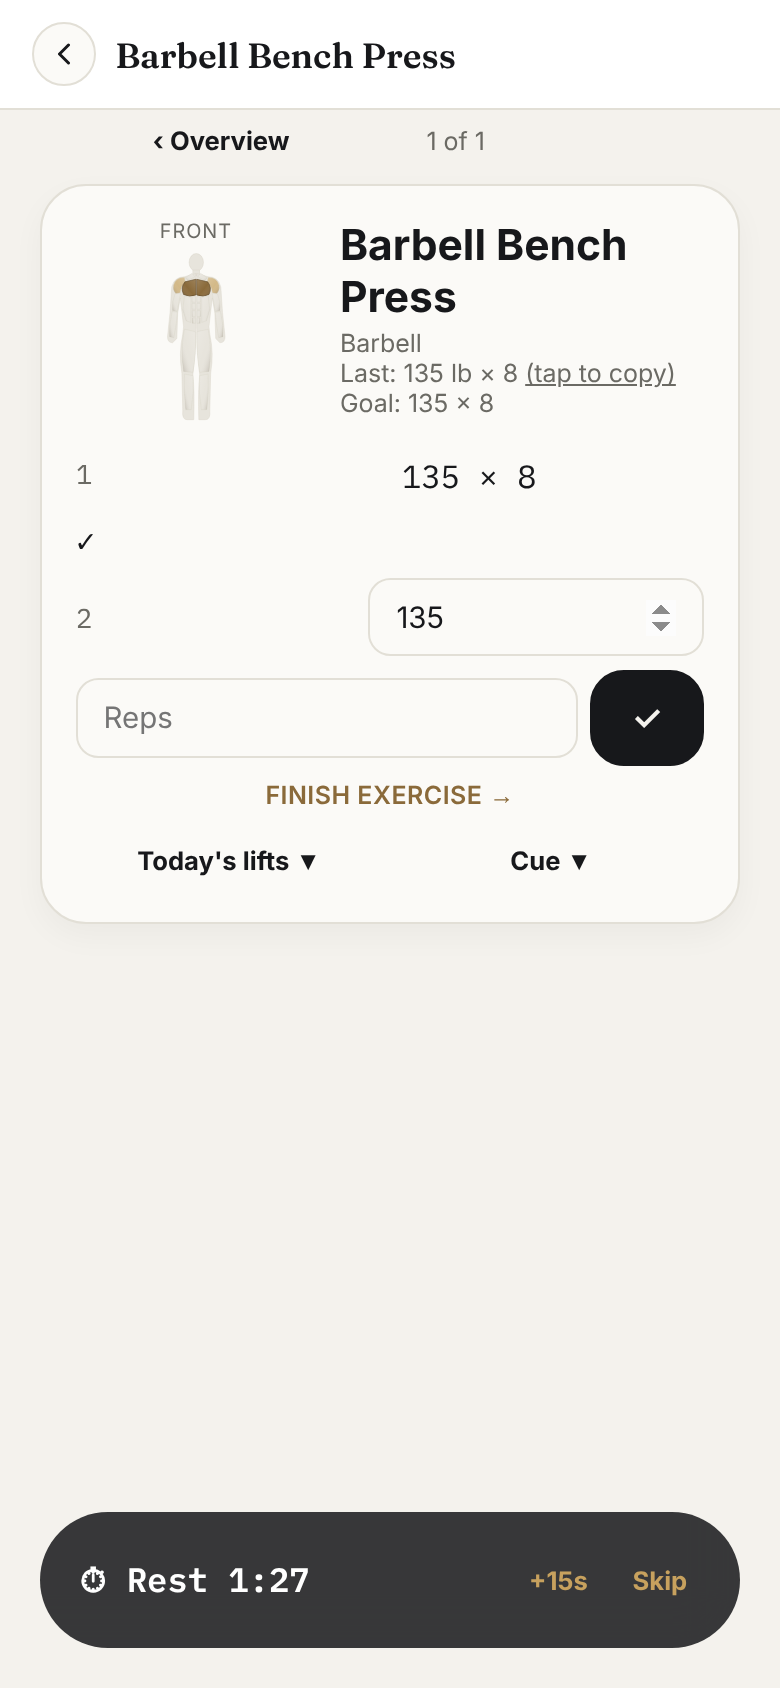 Barbell Bench Press
‹ Overview 1 of 1
FRONT
Barbell Bench
Press
Barbell
Last: 135 lb × 8 (tap to copy)
Goal: 135 × 8
1 135 × 8
✓
2 135
Reps ✓
FINISH EXERCISE →
Today's lifts ▼ Cue ▼
⏱ Rest 1:27 +15s Skip